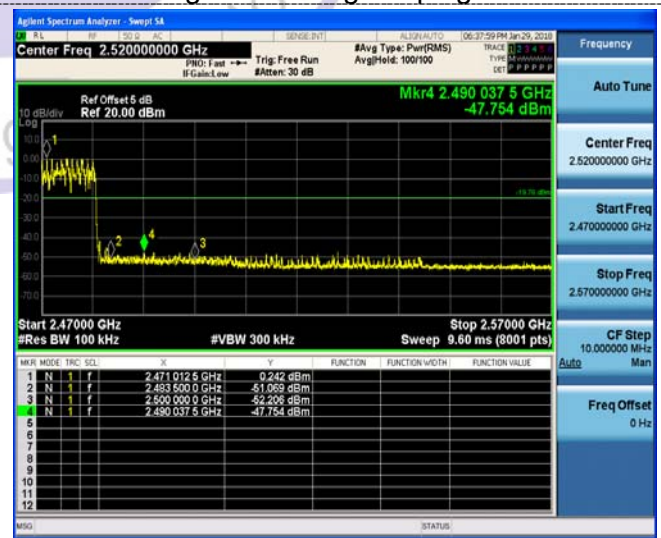 Agilent Spectrum Analyzer - Swept SA
RL RF 50 Ω AC SENSE:INT ALIGN AUTO 06:37:59 PM Jan 29, 2018
Center Freq 2.520000000 GHz
PNO: Fast Trig: Free Run
IFGain:Low #Atten: 30 dB
#Avg Type: Pwr(RMS)
Avg|Hold: 100/100
TRACE 1 2 3 4 5 6
TYPE M
DET P P P P P P
Ref Offset 5 dB
10 dB/div Ref 20.00 dBm
Log
Mkr4 2.490 037 5 GHz
-47.754 dBm
10.0
0.00
-10.0
-20.0
-30.0
-40.0
-50.0
-60.0
-70.0
1
2
4
3
-19.76 dBm
Start 2.47000 GHz Stop 2.57000 GHz
#Res BW 100 kHz #VBW 300 kHz Sweep 9.60 ms (8001 pts)
MKR MODE TRC SCL X Y FUNCTION FUNCTION WIDTH FUNCTION VALUE
1 N 1 f 2.471 012 5 GHz 0.242 dBm
2 N 1 f 2.483 500 0 GHz -51.069 dBm
3 N 1 f 2.500 000 0 GHz -52.206 dBm
4 N 1 f 2.490 037 5 GHz -47.754 dBm
5
6
7
8
9
10
11
12
MSG STATUS
Frequency
Auto Tune
Center Freq
2.520000000 GHz
Start Freq
2.470000000 GHz
Stop Freq
2.570000000 GHz
CF Step
10.000000 MHz
Auto Man
Freq Offset
0 Hz